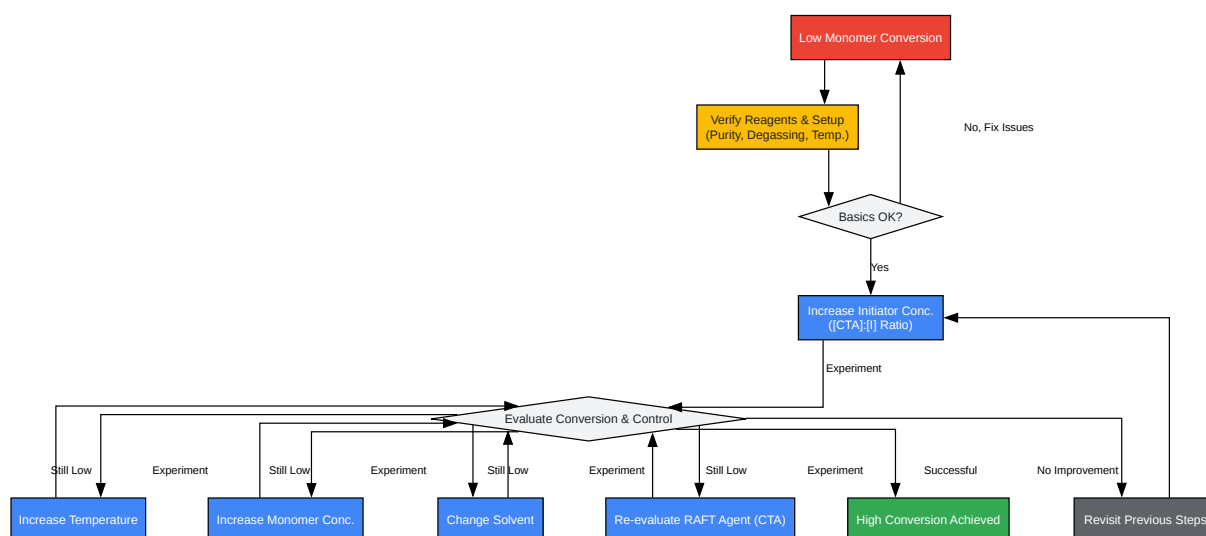 Low Monomer Conversion
Verify Reagents & Setup
(Purity, Degassing, Temp.)
No, Fix Issues
Basics OK?
Yes
Increase Initiator Conc.
([CTA]:[I] Ratio)
Experiment
Evaluate Conversion & Control
Still Low
Experiment
Still Low
Experiment
Still Low
Experiment
Still Low
Experiment
Successful
No Improvement
Increase Temperature
Increase Monomer Conc.
Change Solvent
Re-evaluate RAFT Agent (CTA)
High Conversion Achieved
Revisit Previous Steps